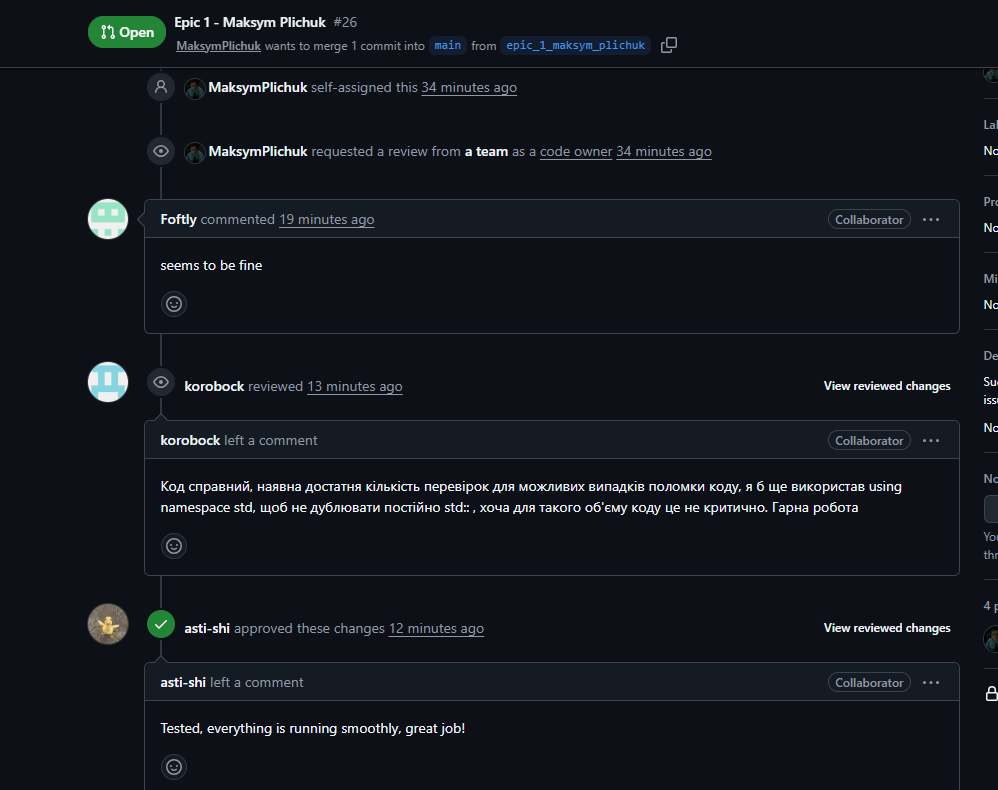 Open
Epic 1 - Maksym Plichuk #26
MaksymPlichuk wants to merge 1 commit into main from epic_1_maksym_plichuk
MaksymPlichuk self-assigned this 34 minutes ago
MaksymPlichuk requested a review from a team as a code owner 34 minutes ago
Foftly commented 19 minutes ago
Collaborator
seems to be fine
korobock reviewed 13 minutes ago
View reviewed changes
korobock left a comment
Collaborator
Код справний, наявна достатня кількість перевірок для можливих випадків поломки коду, я б ще використав using
namespace std, щоб не дублювати постійно std:: , хоча для такого об'єму коду це не критично. Гарна робота
asti-shi approved these changes 12 minutes ago
View reviewed changes
asti-shi left a comment
Collaborator
Tested, everything is running smoothly, great job!